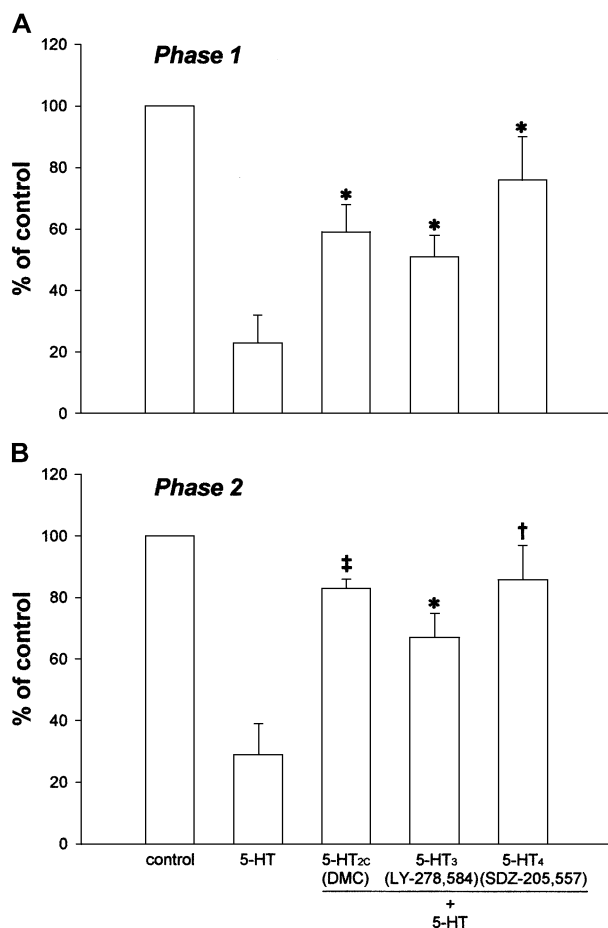 A
Phase 1
% of control
120
100
80
60
40
20
0
*
*
*
B
Phase 2
% of control
120
100
80
60
40
20
0
‡
*
†
control 5-HT 5-HT2C 5-HT3 5-HT4
(DMC) (LY-278,584) (SDZ-205,557)
+
5-HT